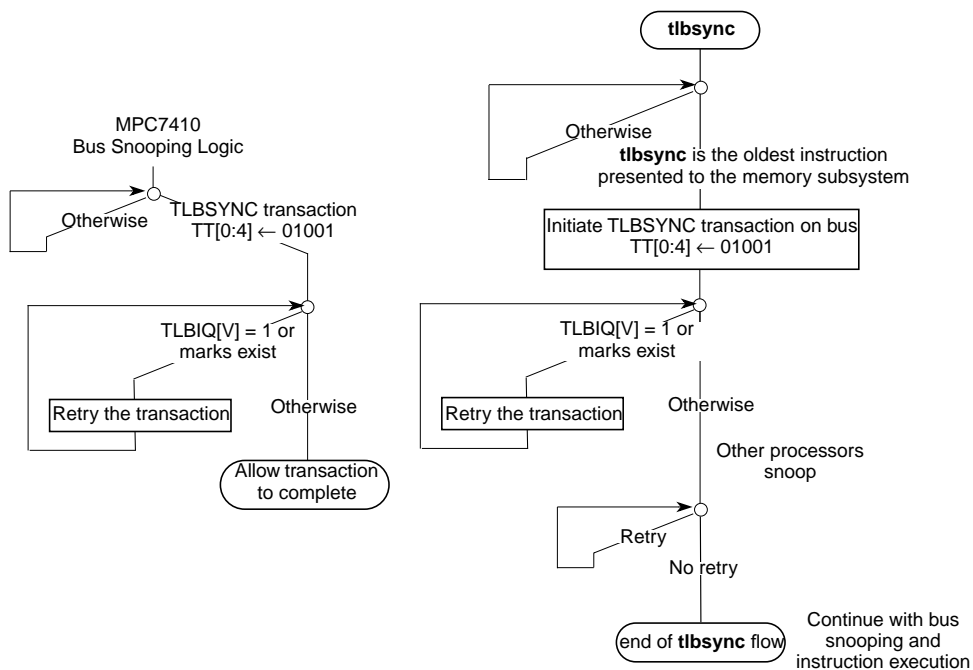 MPC7410
Bus Snooping Logic
Otherwise
TLBSYNC transaction
TT[0:4] ← 01001
TLBIQ[V] = 1 or
marks exist
Retry the transaction
Otherwise
Allow transaction
to complete
tlbsync
Otherwise
tlbsync is the oldest instruction
presented to the memory subsystem
Initiate TLBSYNC transaction on bus
TT[0:4] ← 01001
TLBIQ[V] = 1 or
marks exist
Retry the transaction
Otherwise
Other processors
snoop
Retry
No retry
end of tlbsync flow
Continue with bus
snooping and
instruction execution